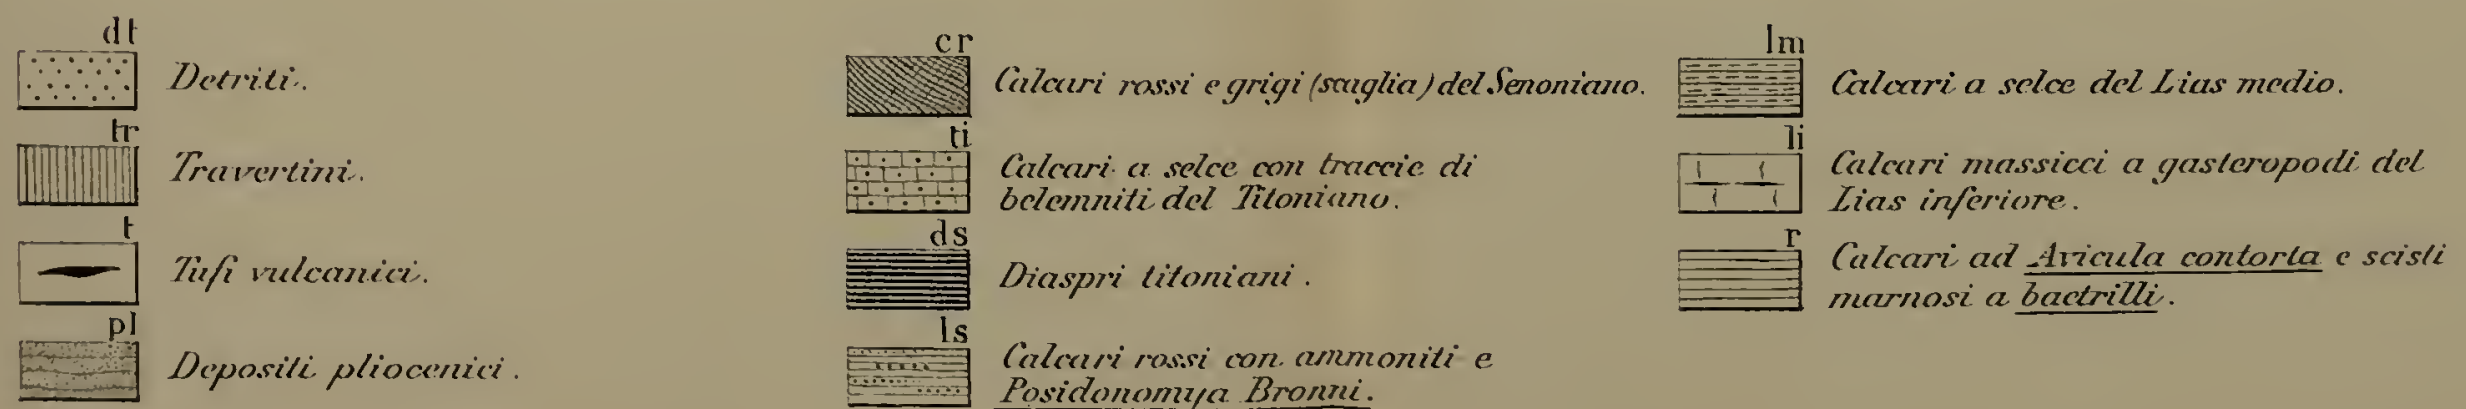 dt
Detriti.
tr
Travertini.
t
Tufi vulcanici.
pl
Depositi pliocenici.
cr
Calcari rossi e grigi (scaglia) del Senoniano.
ti
Calcari a selce con traccie di
belemniti del Titoniano.
ds
Diaspri titoniani.
ls
Calcari rossi con ammoniti e
Posidonomya Bronni.
lm
Calcari a selce del Lias medio.
li
Calcari massicci a gasteropodi del
Lias inferiore.
r
Calcari ad Avicula contorta e scisti
marnosi a bactrilli.